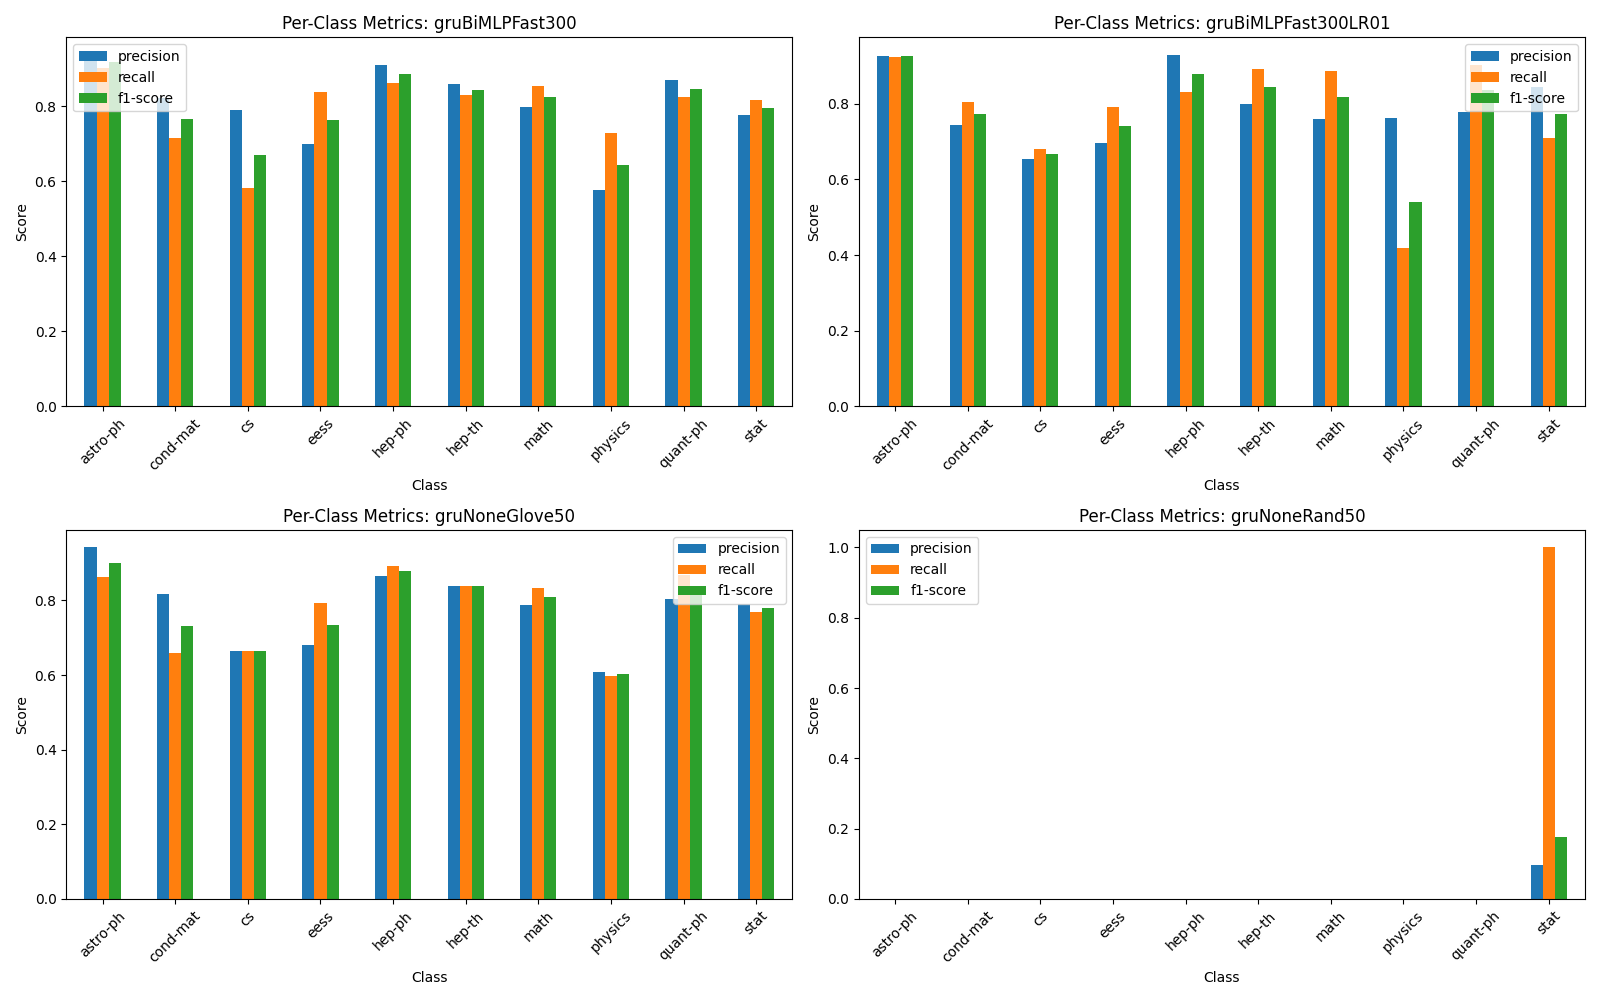 Per-Class Metrics: gruBiMLPFast300
precision
recall
f1-score
0.8
0.6
0.4
0.2
0.0
Score
astro-ph
cond-mat
cs
eess
hep-ph
hep-th
math
physics
quant-ph
stat
Class
Per-Class Metrics: gruBiMLPFast300LR01
precision
recall
f1-score
0.8
0.6
0.4
0.2
0.0
Score
astro-ph
cond-mat
cs
eess
hep-ph
hep-th
math
physics
quant-ph
stat
Class
Per-Class Metrics: gruNoneGlove50
precision
recall
f1-score
0.8
0.6
0.4
0.2
0.0
Score
astro-ph
cond-mat
cs
eess
hep-ph
hep-th
math
physics
quant-ph
stat
Class
Per-Class Metrics: gruNoneRand50
precision
recall
f1-score
1.0
0.8
0.6
0.4
0.2
0.0
Score
astro-ph
cond-mat
cs
eess
hep-ph
hep-th
math
physics
quant-ph
stat
Class